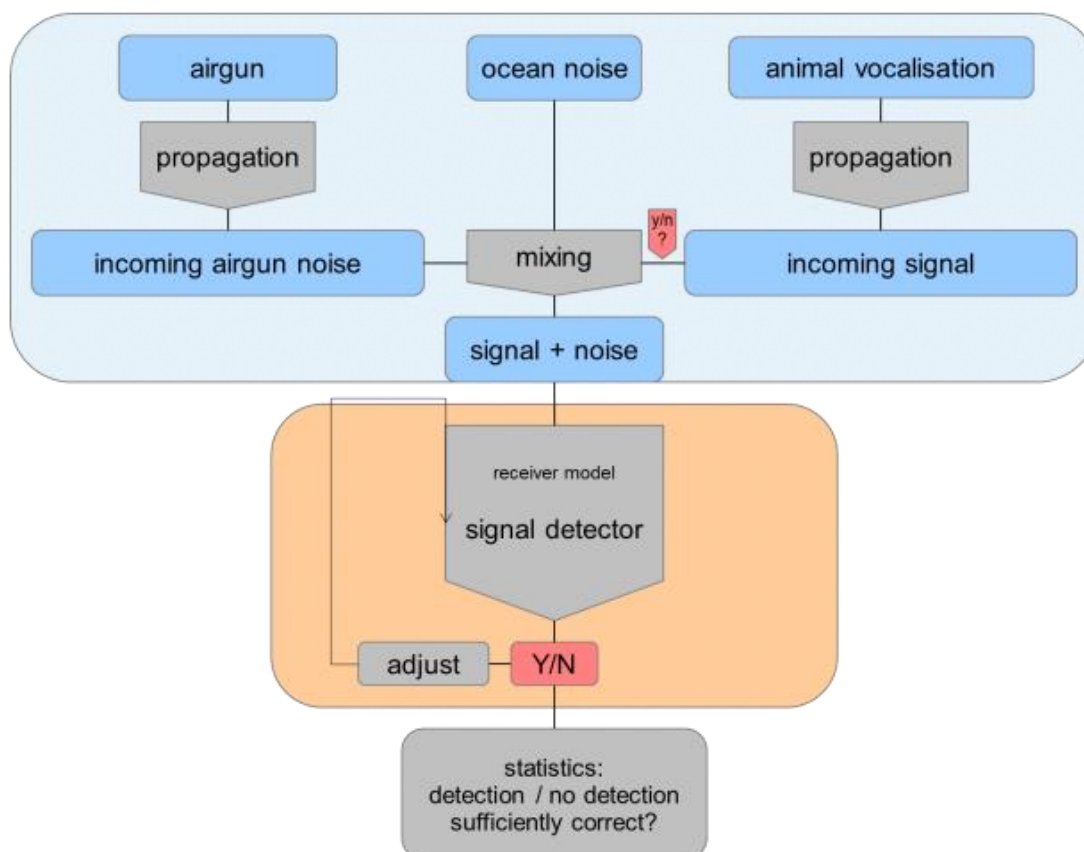 airgun
ocean noise
animal vocalisation
propagation
propagation
y/n
?
incoming airgun noise
mixing
incoming signal
signal + noise
receiver model
signal detector
adjust
Y/N
statistics:
detection / no detection
sufficiently correct?